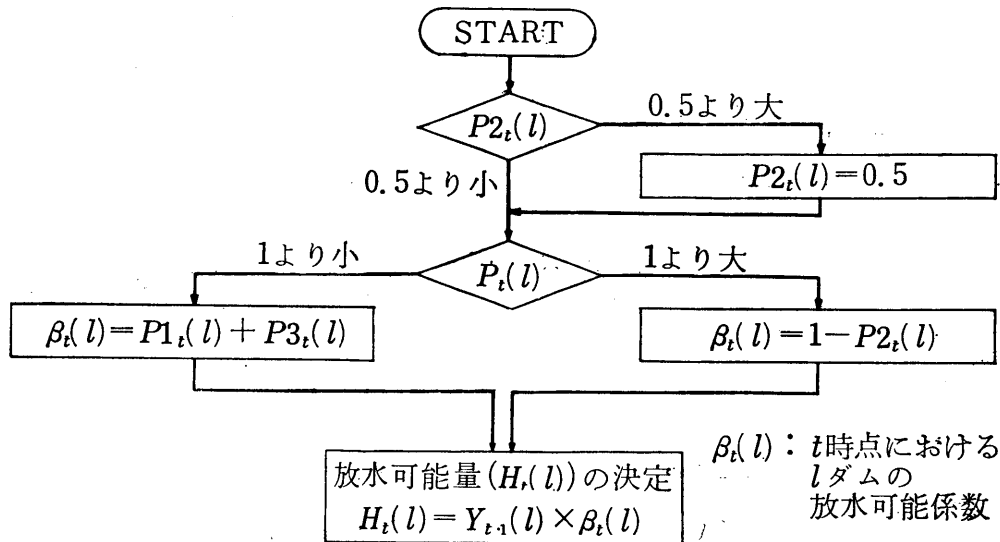 START
P2ₜ(l)
0.5より大
0.5より小
P2ₜ(l)=0.5
Pₜ(l)
1より小
1より大
βₜ(l)=P1ₜ(l)+P3ₜ(l)
βₜ(l)=1-P2ₜ(l)
放水可能量(Hₜ(l))の決定
Hₜ(l)=Yₜ₋₁(l)×βₜ(l)
βₜ(l):t時点における
lダムの
放水可能係数